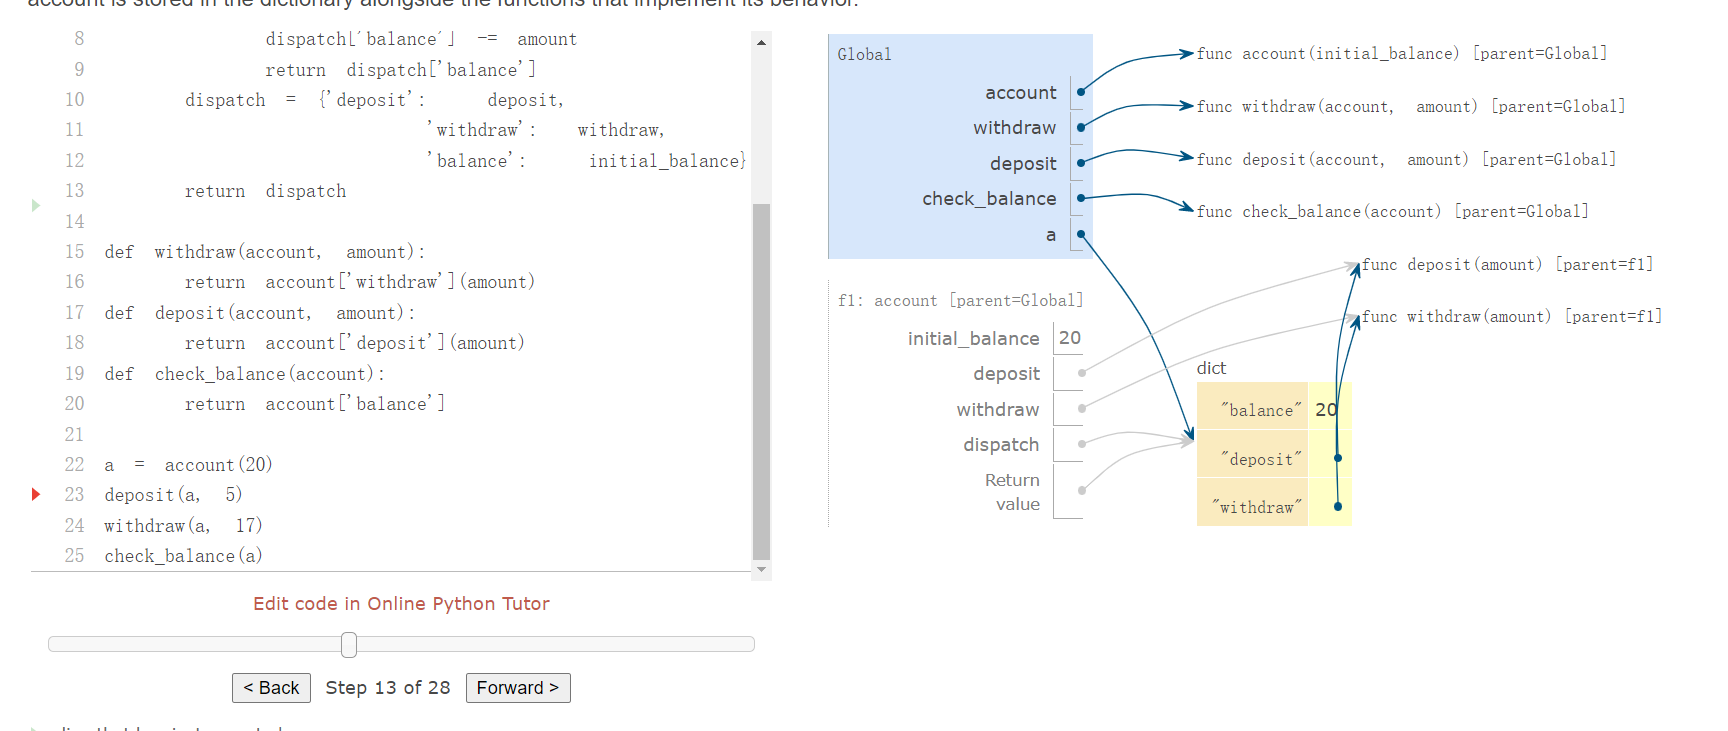 account is stored in the dictionary alongside the functions that implement its behavior.
8 dispatch['balance'] -= amount
9 return dispatch['balance']
10 dispatch = {'deposit': deposit,
11 'withdraw': withdraw,
12 'balance': initial_balance}
13 return dispatch
14
15 def withdraw(account, amount):
16 return account['withdraw'](amount)
17 def deposit(account, amount):
18 return account['deposit'](amount)
19 def check_balance(account):
20 return account['balance']
21
22 a = account(20)
23 deposit(a, 5)
24 withdraw(a, 17)
25 check_balance(a)
Edit code in Online Python Tutor
< Back Step 13 of 28 Forward >
Global
account
withdraw
deposit
check_balance
a
func account(initial_balance) [parent=Global]
func withdraw(account, amount) [parent=Global]
func deposit(account, amount) [parent=Global]
func check_balance(account) [parent=Global]
func deposit(amount) [parent=f1]
func withdraw(amount) [parent=f1]
f1: account [parent=Global]
initial_balance 20
deposit
withdraw
dispatch
Return
value
dict
"balance" 20
"deposit"
"withdraw"